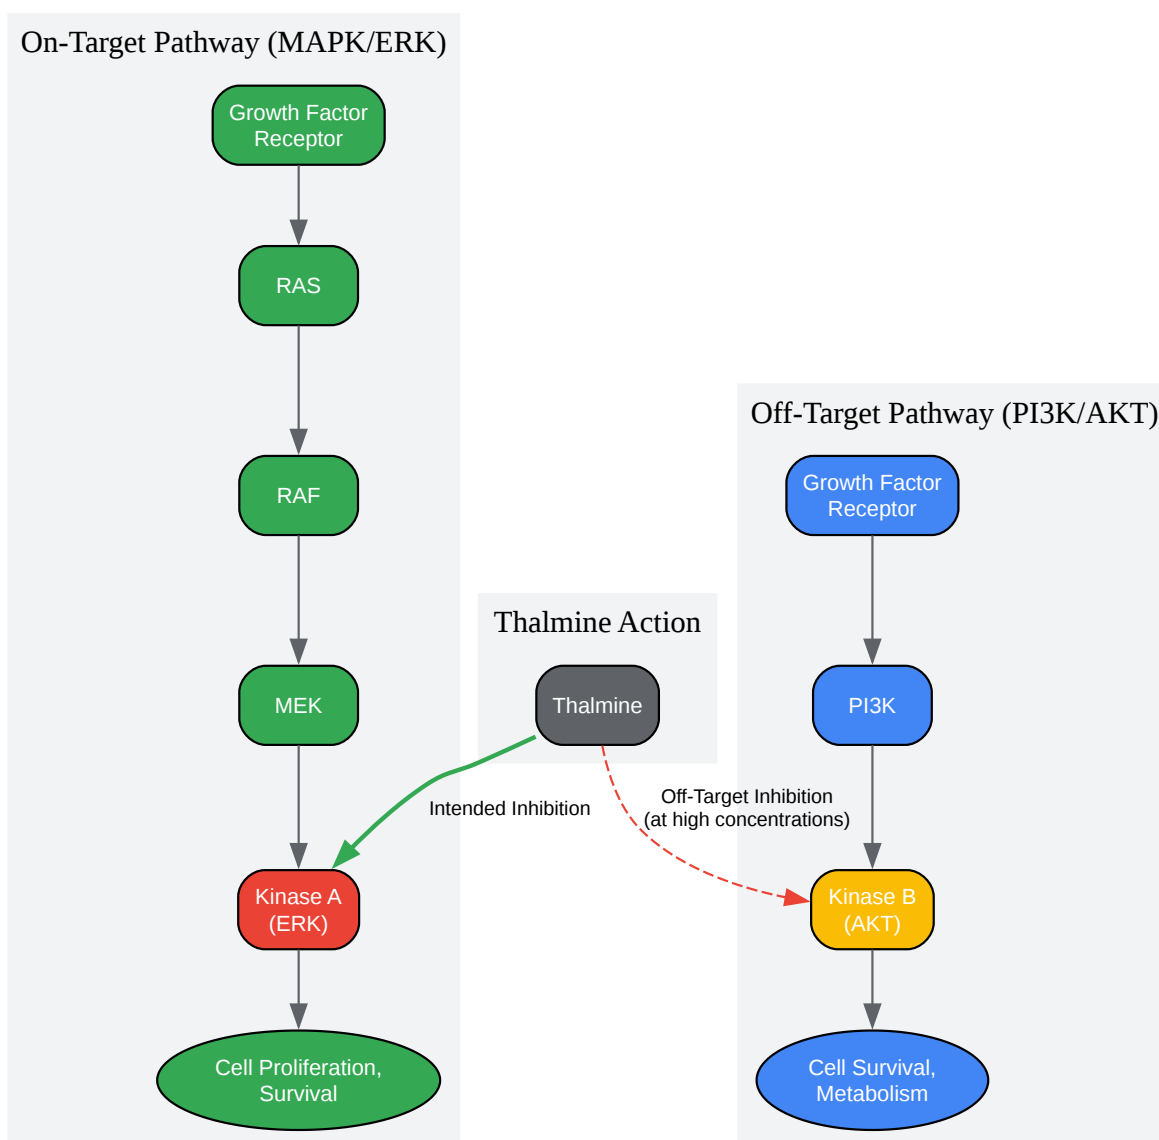 On-Target Pathway (MAPK/ERK)
Growth Factor
Receptor
RAS
RAF
MEK
Kinase A
(ERK)
Cell Proliferation,
Survival
Thalmine Action
Thalmine
Intended Inhibition
Off-Target Inhibition
(at high concentrations)
Off-Target Pathway (PI3K/AKT)
Growth Factor
Receptor
PI3K
Kinase B
(AKT)
Cell Survival,
Metabolism